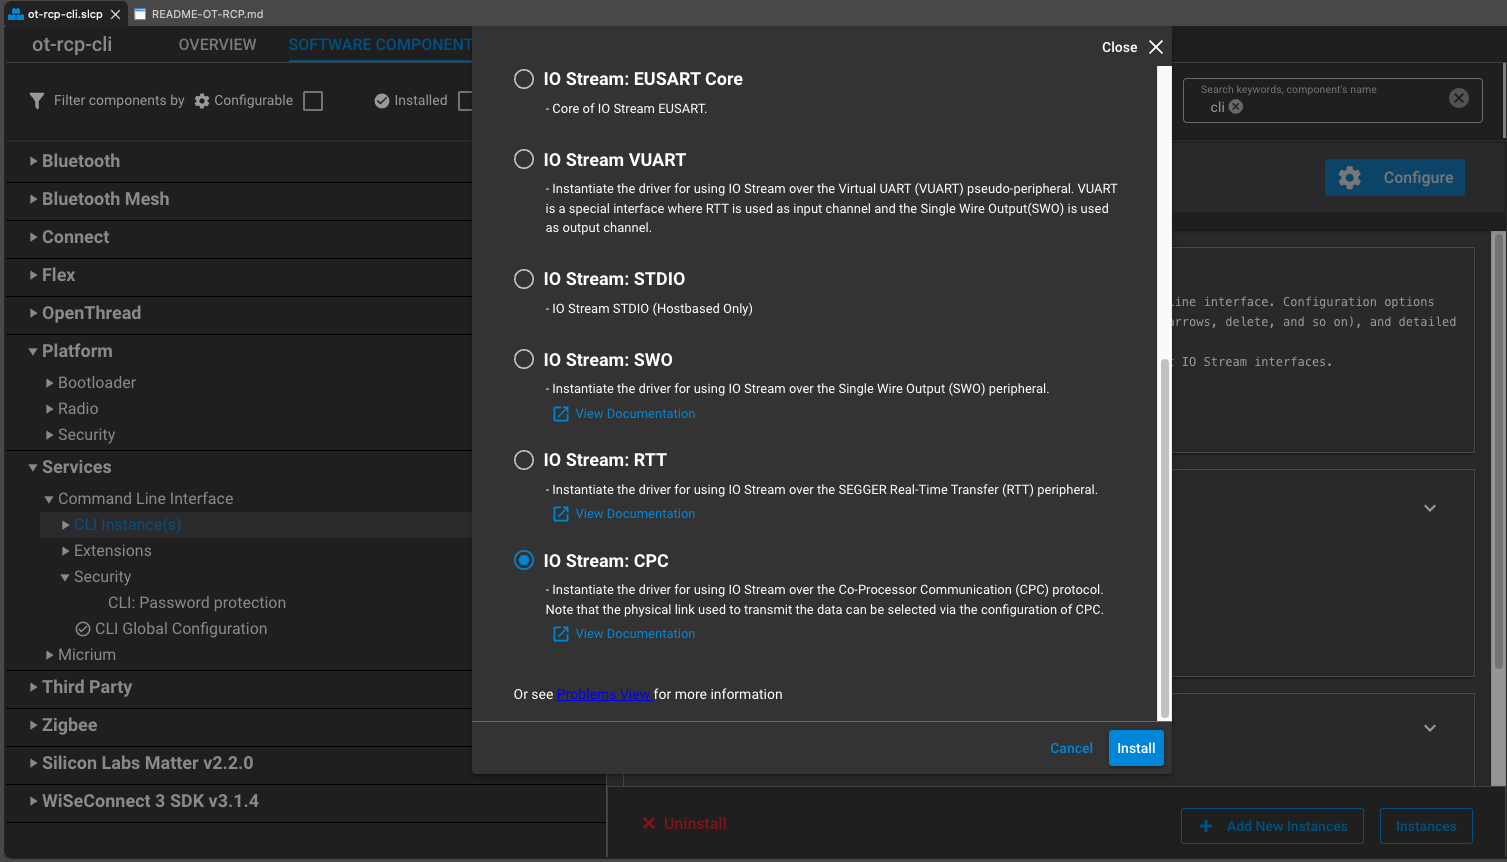 ot-rcp-cli.slcp
README-OT-RCP.md
ot-rcp-cli
OVERVIEW
SOFTWARE COMPONENT
Filter components by
Configurable
Installed
Search keywords, component's name
cli
Bluetooth
Bluetooth Mesh
Connect
Flex
OpenThread
Platform
Bootloader
Radio
Security
Services
Command Line Interface
CLI Instance(s)
Extensions
Security
CLI: Password protection
CLI Global Configuration
Micrium
Third Party
Zigbee
Silicon Labs Matter v2.2.0
WiSeConnect 3 SDK v3.1.4
Close
IO Stream: EUSART Core
- Core of IO Stream EUSART.
IO Stream VUART
- Instantiate the driver for using IO Stream over the Virtual UART (VUART) pseudo-peripheral. VUART
is a special interface where RTT is used as input channel and the Single Wire Output(SWO) is used
as output channel.
IO Stream: STDIO
- IO Stream STDIO (Hostbased Only)
IO Stream: SWO
- Instantiate the driver for using IO Stream over the Single Wire Output (SWO) peripheral.
View Documentation
IO Stream: RTT
- Instantiate the driver for using IO Stream over the SEGGER Real-Time Transfer (RTT) peripheral.
View Documentation
IO Stream: CPC
- Instantiate the driver for using IO Stream over the Co-Processor Communication (CPC) protocol.
Note that the physical link used to transmit the data can be selected via the configuration of CPC.
View Documentation
Or see Problems View for more information
Cancel
Install
Configure
ine interface. Configuration options
rrows, delete, and so on), and detailed
IO Stream interfaces.
Uninstall
Add New Instances
Instances